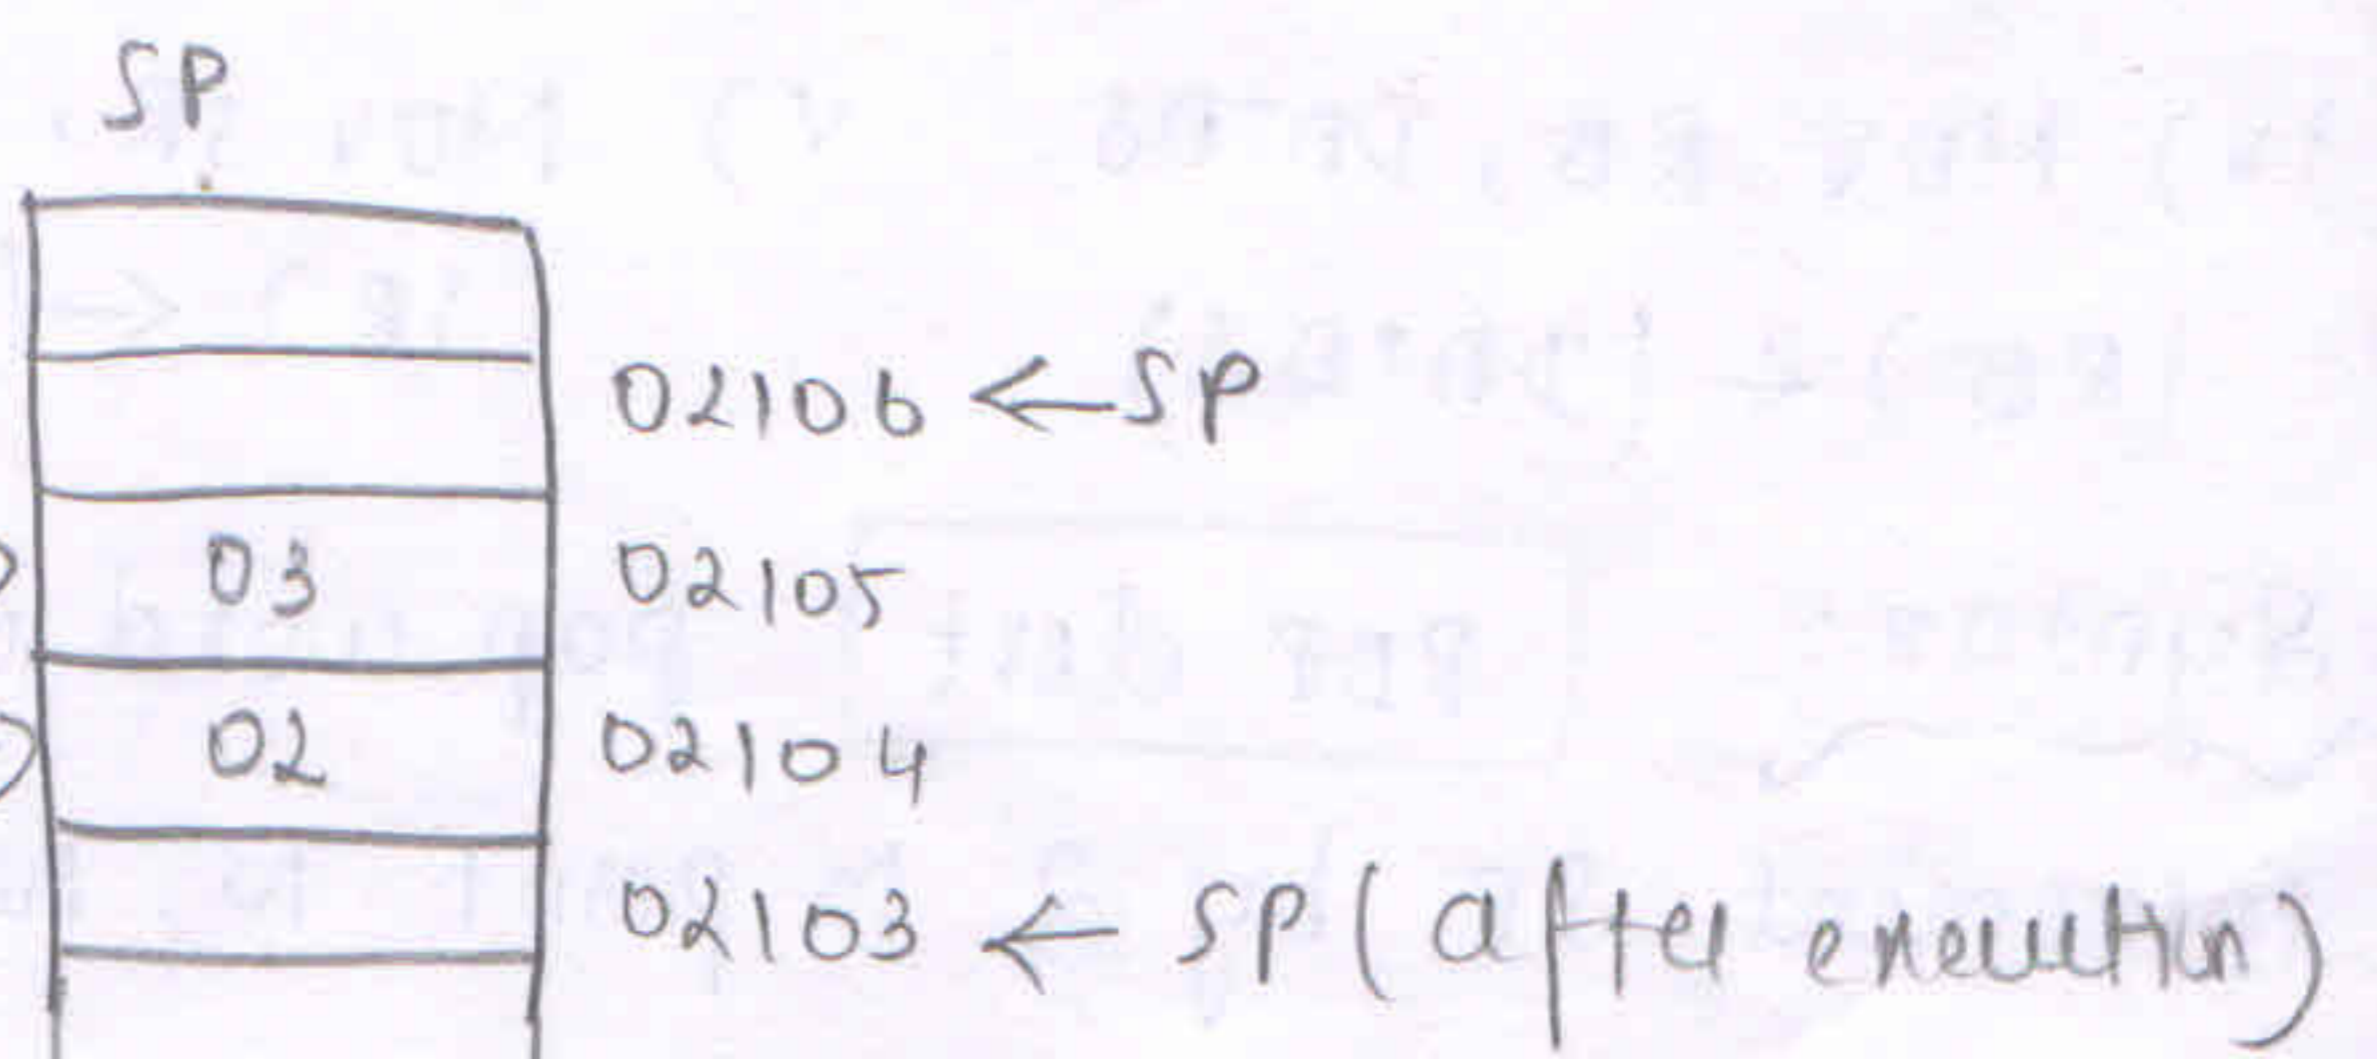 SP
02106 ← SP
03 02105
02 02104
02103 ← SP (after execution)